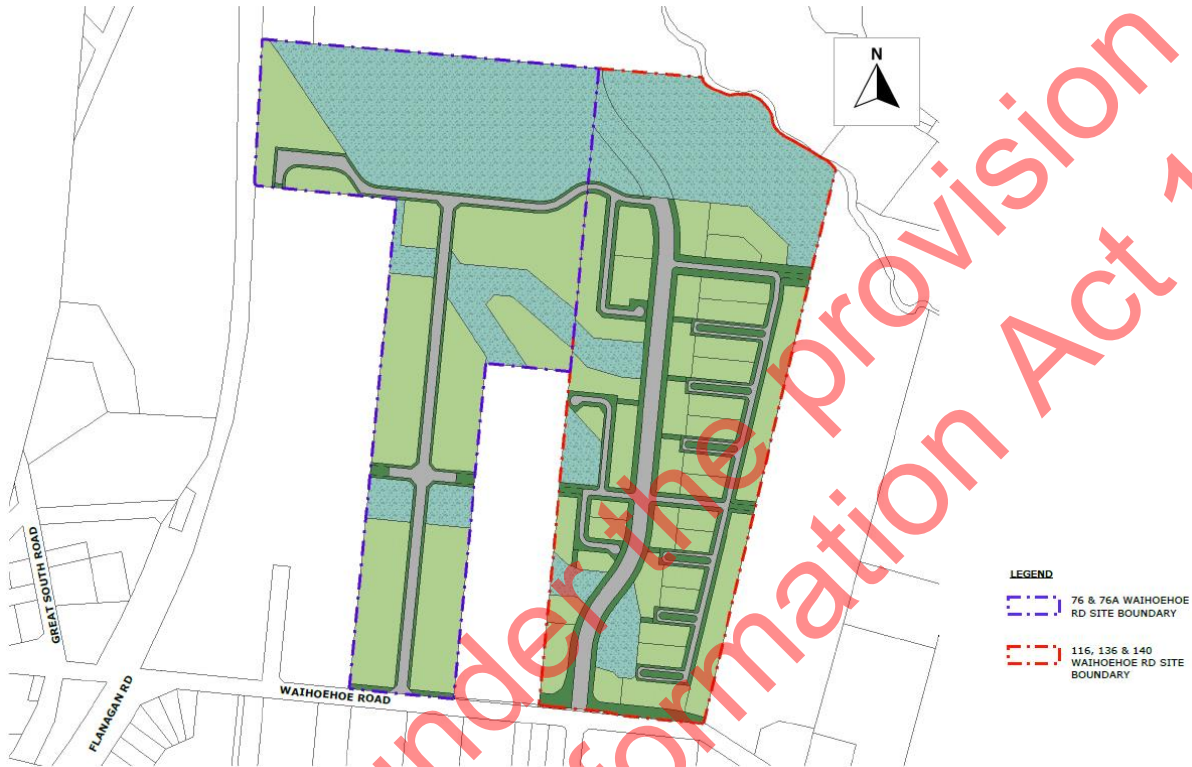 N
GREAT SOUTH ROAD
FLANAGAN RD
WAIHOEHOE ROAD
LEGEND
76 & 76A WAIHOEHOE
RD SITE BOUNDARY
116, 136 & 140
WAIHOEHOE RD SITE
BOUNDARY
under the provision
formation Act 1